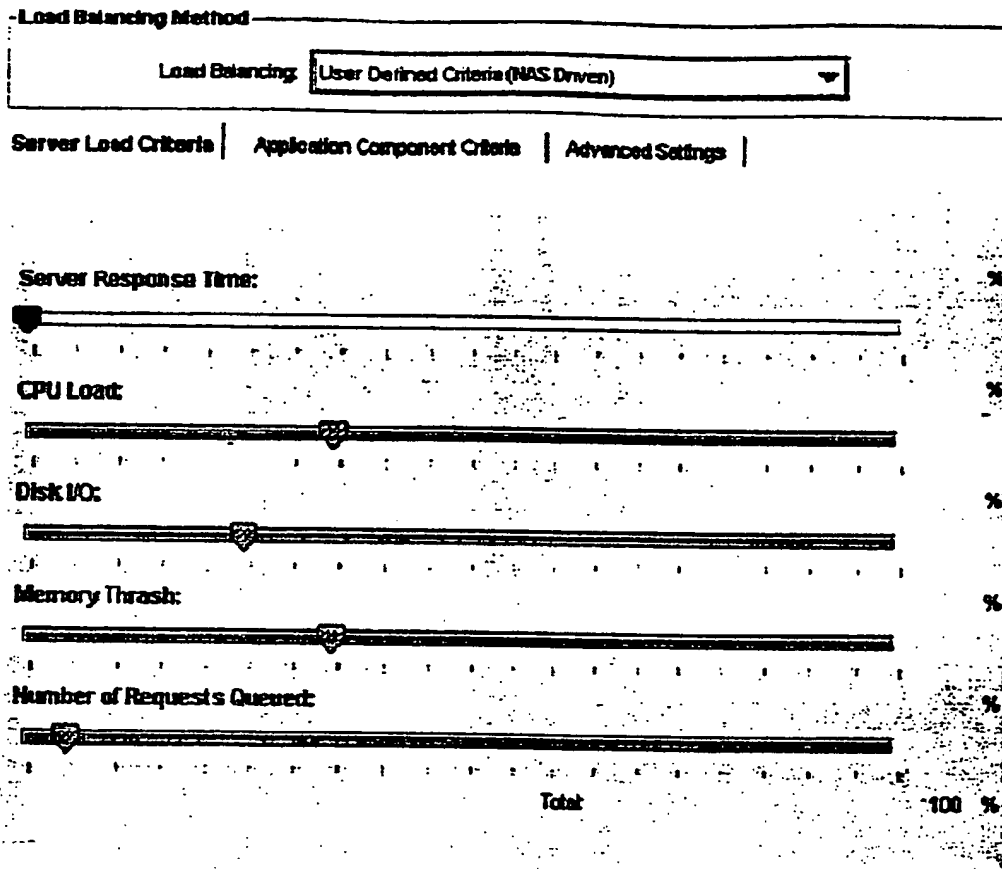 Load Balancing Method
Load Balancing: User Defined Criteria (NAS Driven)
Server Load Criteria Application Component Criteria Advanced Settings
Server Response Time: %
CPU Load: %
Disk I/O: %
Memory Thrash: %
Number of Requests Queued: %
Total: 100 %